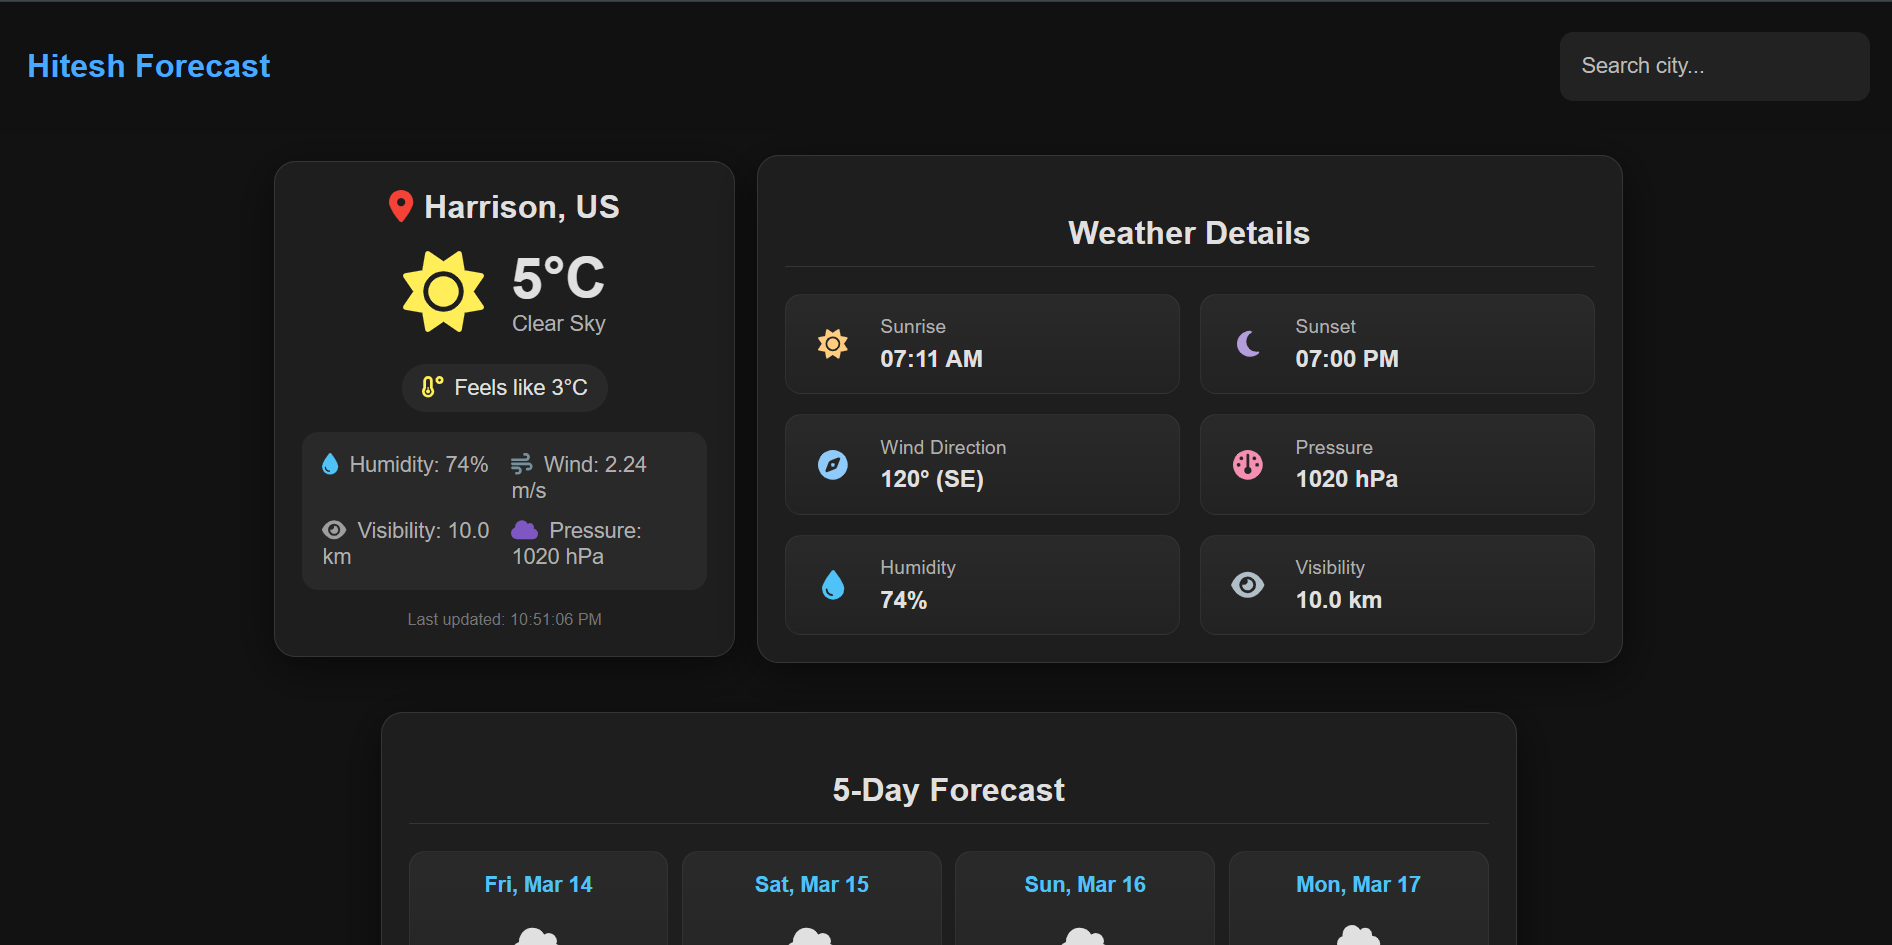 Hitesh Forecast
Search city...
Harrison, US
5°C
Clear Sky
Feels like 3°C
Humidity: 74%
Wind: 2.24
m/s
Visibility: 10.0
km
Pressure:
1020 hPa
Last updated: 10:51:06 PM
Weather Details
Sunrise
07:11 AM
Sunset
07:00 PM
Wind Direction
120° (SE)
Pressure
1020 hPa
Humidity
74%
Visibility
10.0 km
5-Day Forecast
Fri, Mar 14
Sat, Mar 15
Sun, Mar 16
Mon, Mar 17